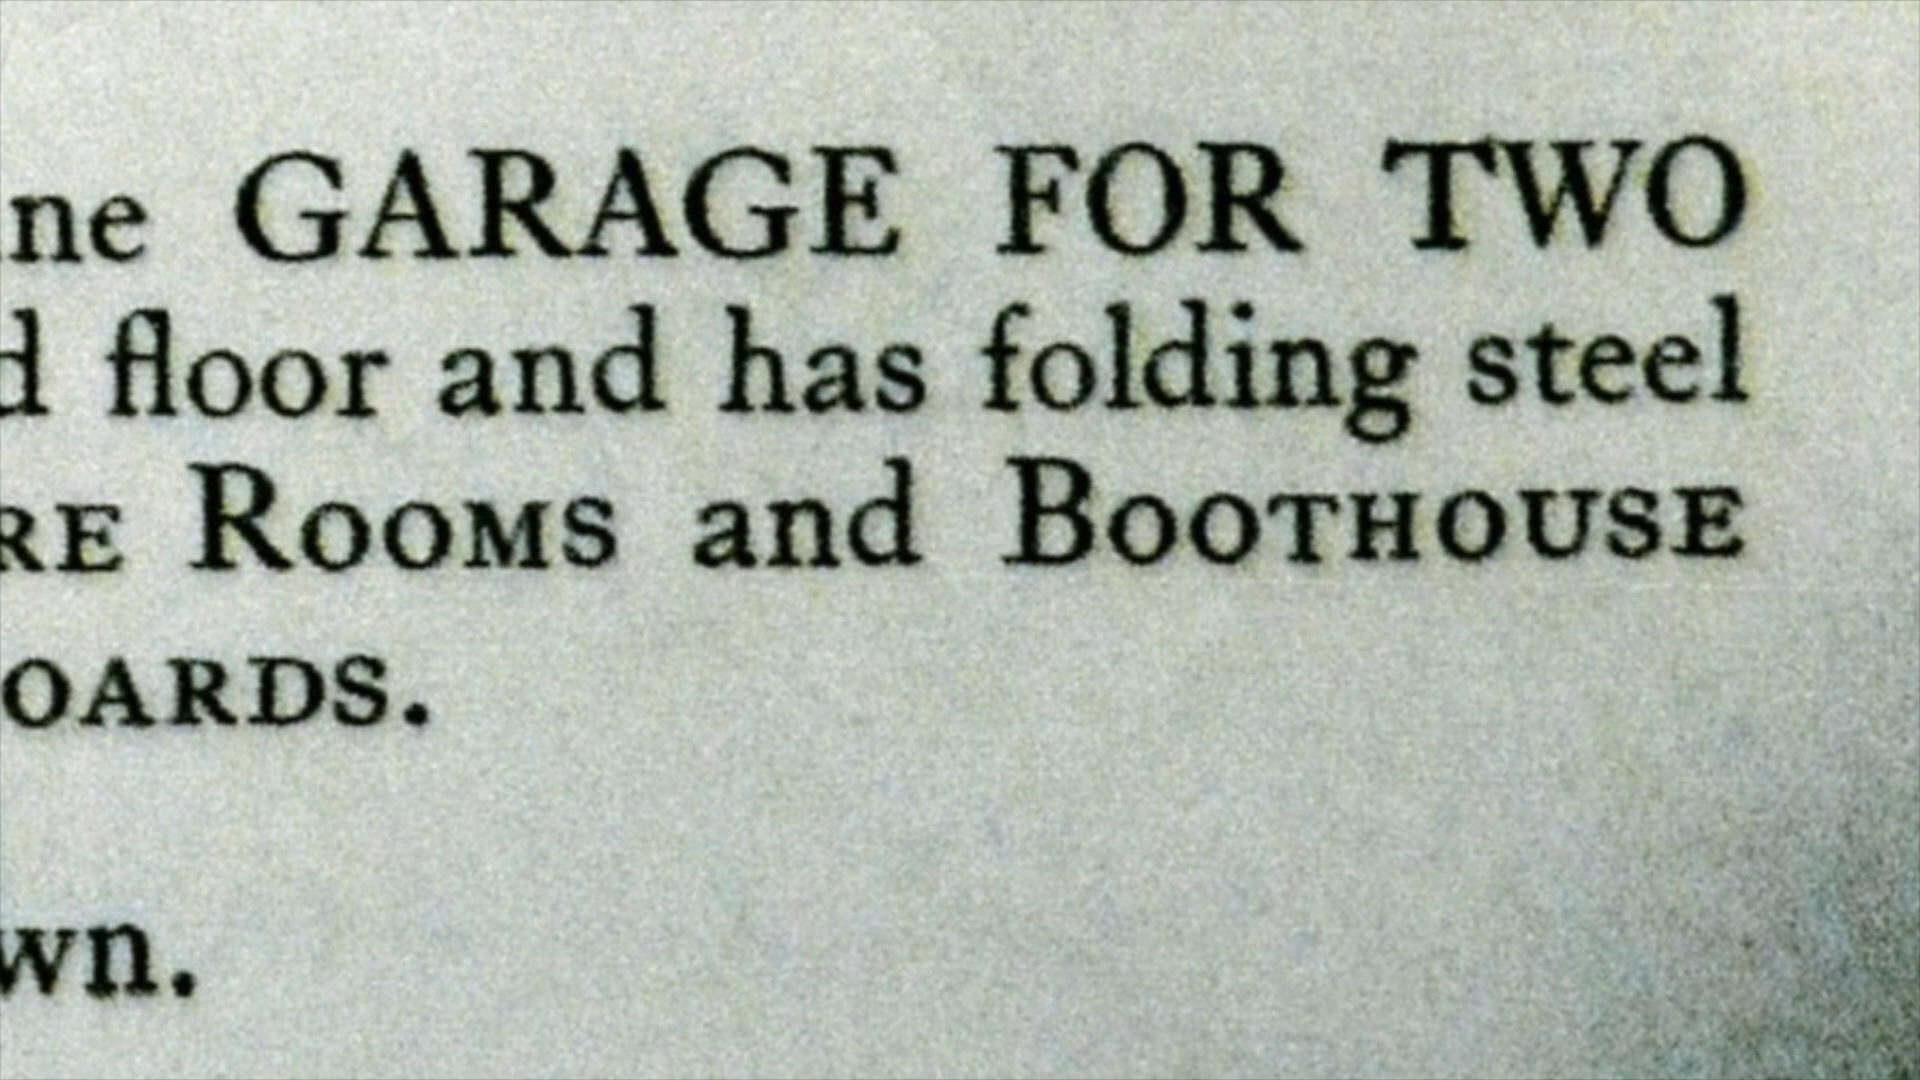 ne GARAGE FOR TWO
d floor and has folding steel
RE ROOMS and BOOTHOUSE
OARDS.
wn.